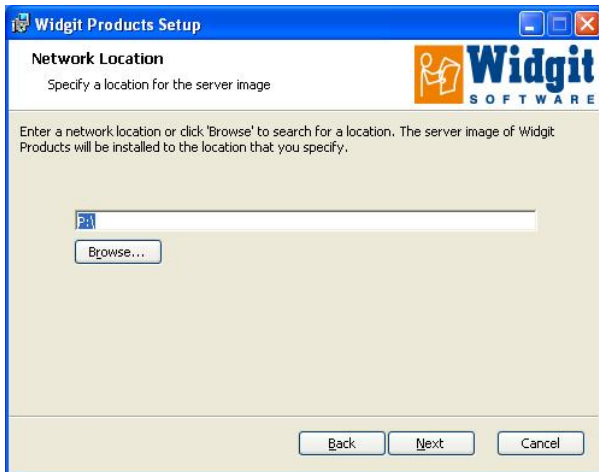 Widgit Products Setup
Network Location
Specify a location for the server image
Widgit
SOFTWARE
Enter a network location or click 'Browse' to search for a location. The server image of Widgit
Products will be installed to the location that you specify.
P:\
Browse...
Back Next Cancel